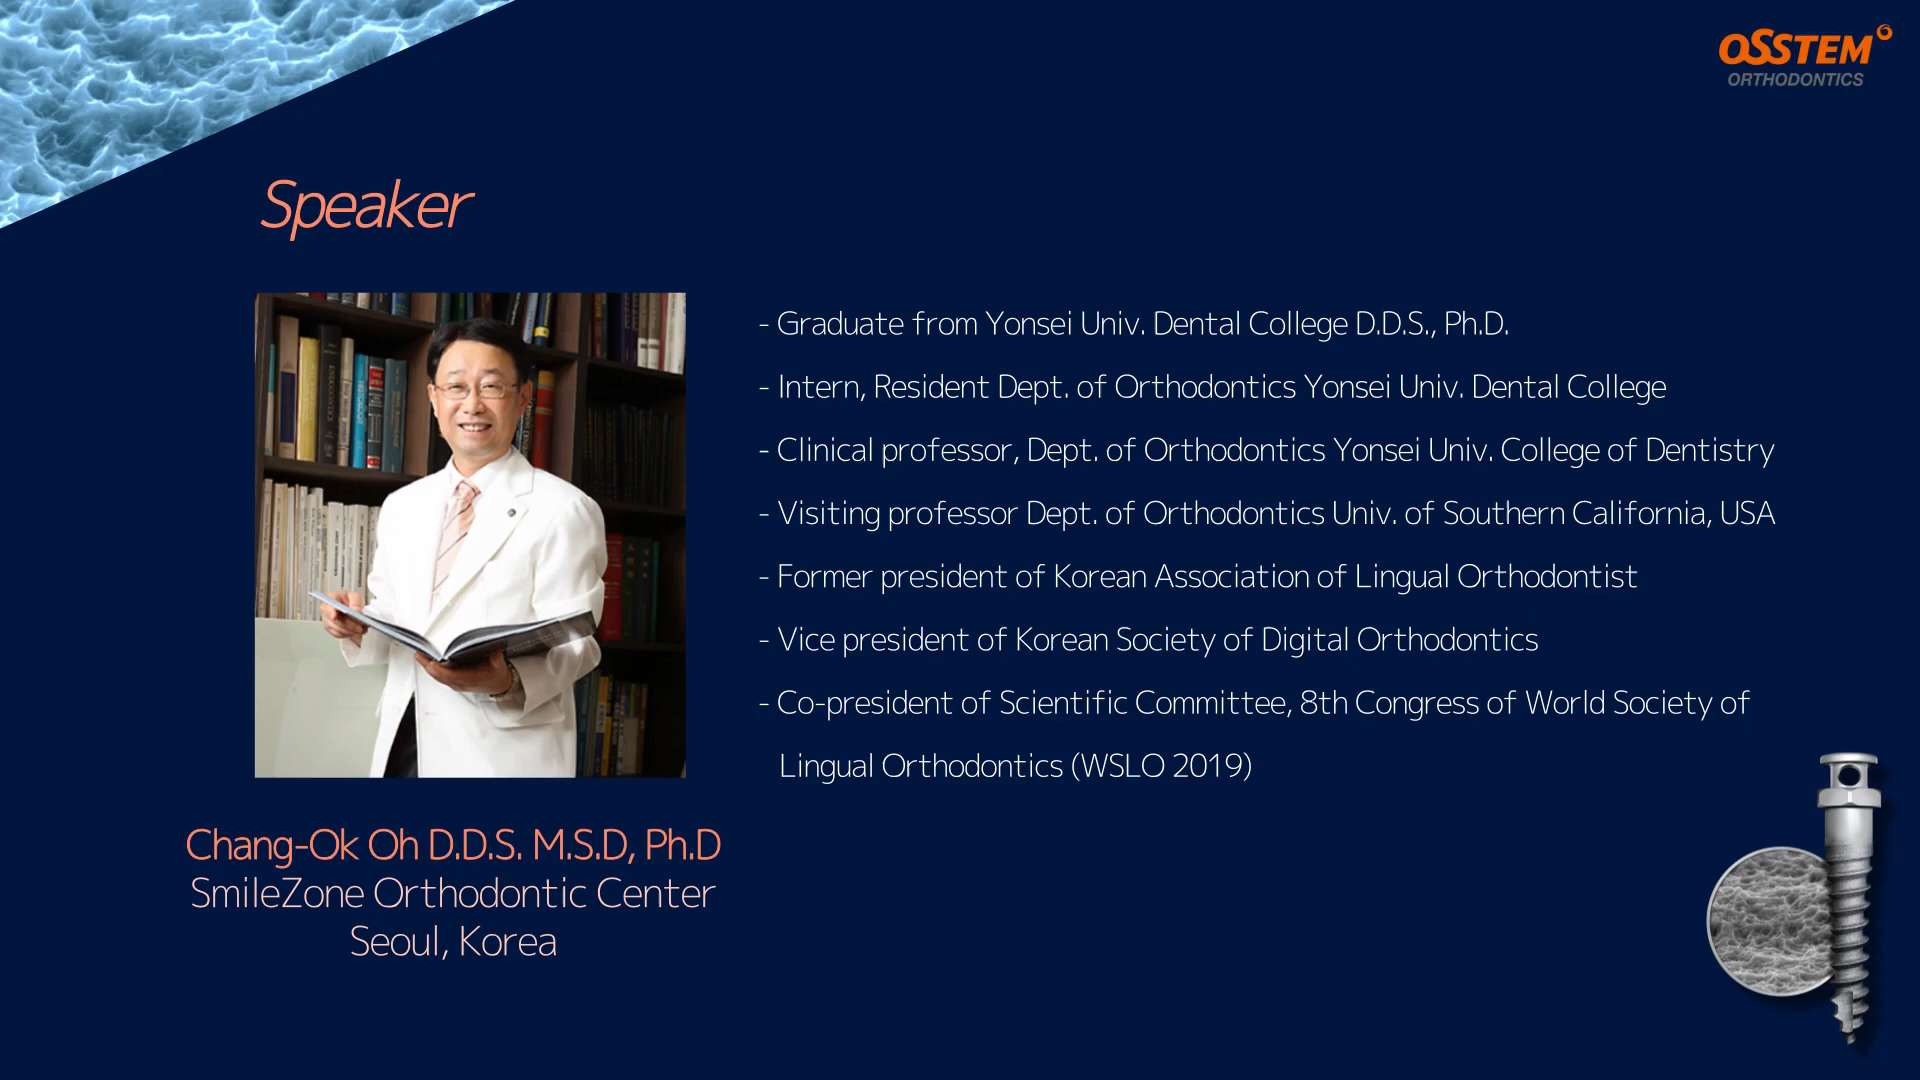 OSSTEM
ORTHODONTICS
Speaker
- Graduate from Yonsei Univ. Dental College D.D.S., Ph.D.
- Intern, Resident Dept. of Orthodontics Yonsei Univ. Dental College
- Clinical professor, Dept. of Orthodontics Yonsei Univ. College of Dentistry
- Visiting professor Dept. of Orthodontics Univ. of Southern California, USA
- Former president of Korean Association of Lingual Orthodontist
- Vice president of Korean Society of Digital Orthodontics
- Co-president of Scientific Committee, 8th Congress of World Society of
Lingual Orthodontics (WSLO 2019)
Chang-Ok Oh D.D.S. M.S.D, Ph.D
SmileZone Orthodontic Center
Seoul, Korea